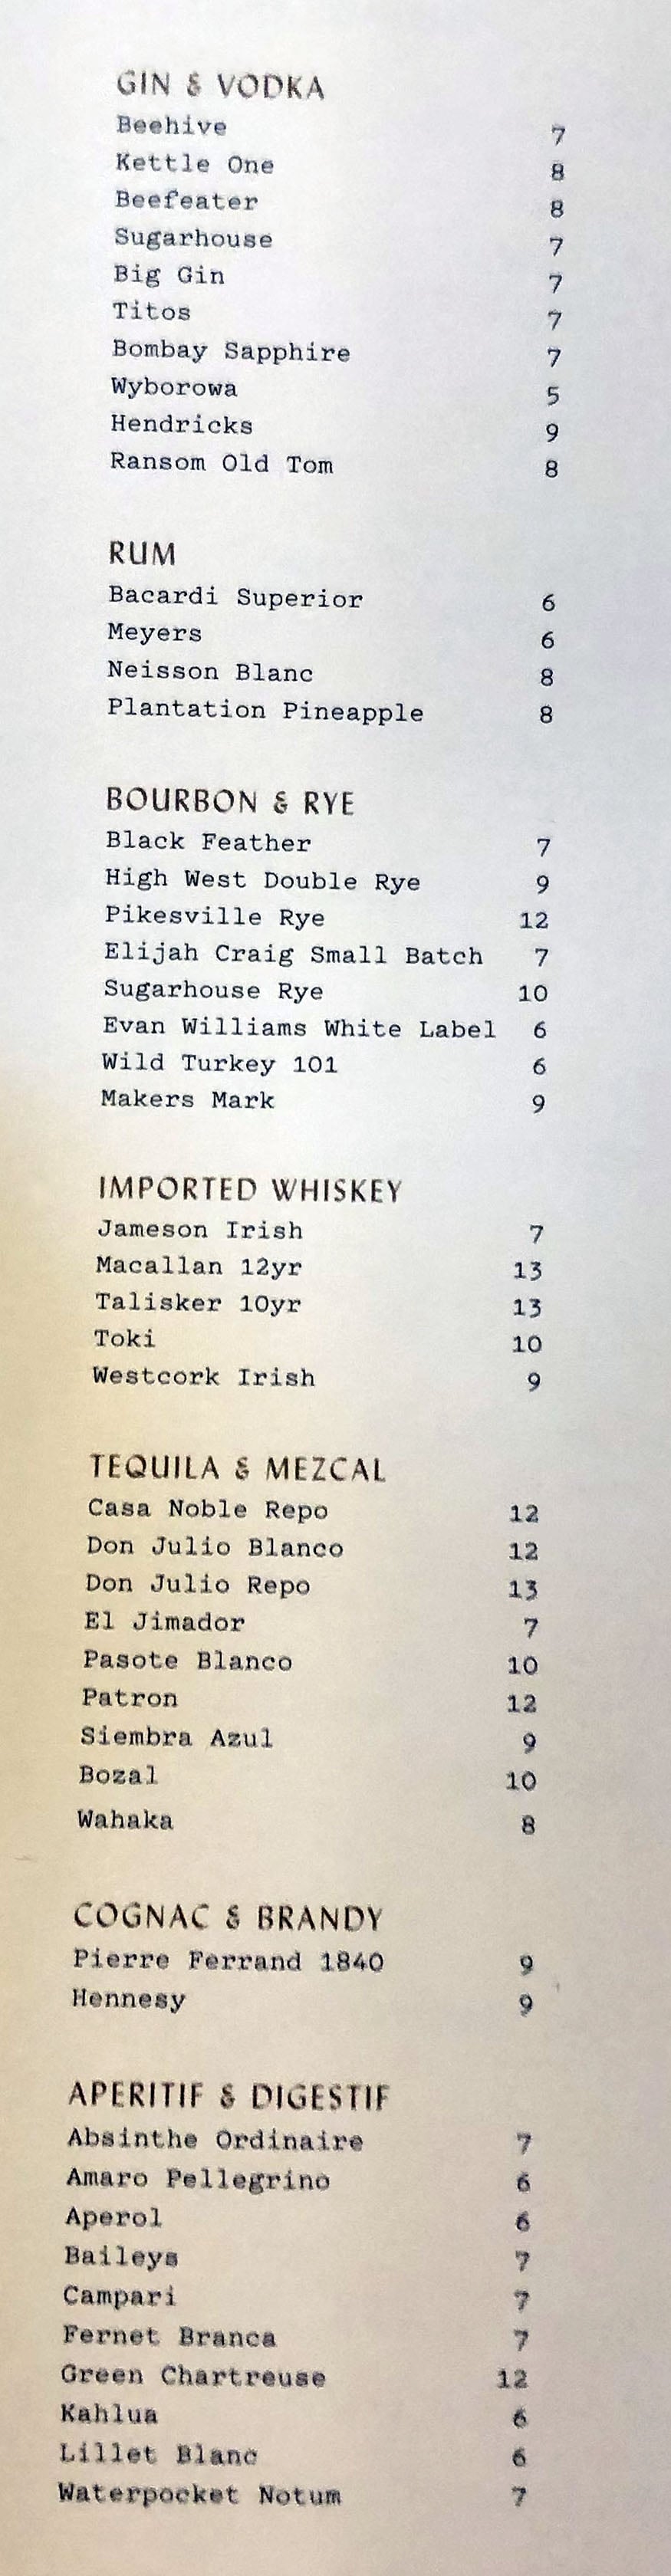 GIN & VODKA
Beehive 7
Kettle One 8
Beefeater 8
Sugarhouse 7
Big Gin 7
Titos 7
Bombay Sapphire 7
Wyborowa 5
Hendricks 9
Ransom Old Tom 8
RUM
Bacardi Superior 6
Meyers 6
Neisson Blanc 8
Plantation Pineapple 8
BOURBON & RYE
Black Feather 7
High West Double Rye 9
Pikesville Rye 12
Elijah Craig Small Batch 7
Sugarhouse Rye 10
Evan Williams White Label 6
Wild Turkey 101 6
Makers Mark 9
IMPORTED WHISKEY
Jameson Irish 7
Macallan 12yr 13
Talisker 10yr 13
Toki 10
Westcork Irish 9
TEQUILA & MEZCAL
Casa Noble Repo 12
Don Julio Blanco 12
Don Julio Repo 13
El Jimador 7
Pasote Blanco 10
Patron 12
Siembra Azul 9
Bozal 10
Wahaka 8
COGNAC & BRANDY
Pierre Ferrand 1840 9
Hennesy 9
APERITIF & DIGESTIF
Absinthe Ordinaire 7
Amaro Pellegrino 6
Aperol 6
Baileys 7
Campari 7
Fernet Branca 7
Green Chartreuse 12
Kahlua 6
Lillet Blanc 6
Waterpocket Notum 7